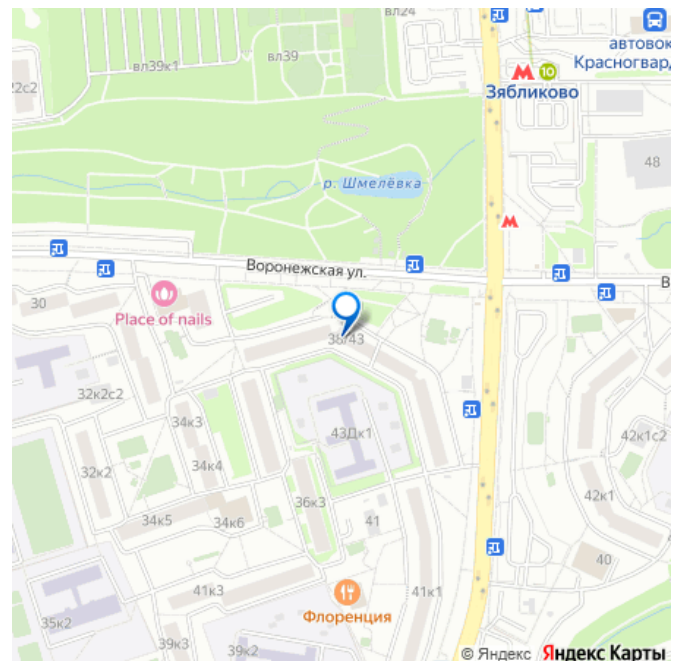 вл24
вл39к1
вл39
22с2
автовок
Красногвард
10
Зябликово
48
р. Шмелёвка
Воронежская ул.
В
30
Place of nails
38/43
32к2с2
34к3
43Дк1
42к1с2
32к2
34к4
36к3
42к1
34к5
34к6
41
40
41к3
41к1
Флоренция
35к2
39к3
39к2
© Яндекс Яндекс Карты